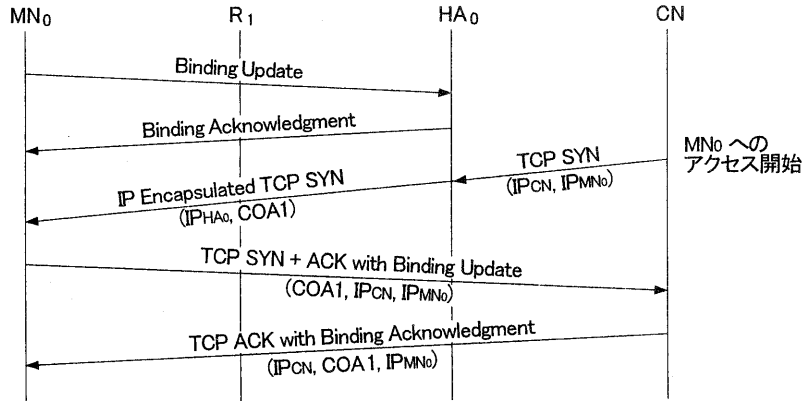 MN₀ R₁ HA₀ CN
Binding Update
Binding Acknowledgment
MN₀ への
アクセス開始
TCP SYN
(IPCN, IPMN₀)
IP Encapsulated TCP SYN
(IPHA₀, COA1)
TCP SYN + ACK with Binding Update
(COA1, IPCN, IPMN₀)
TCP ACK with Binding Acknowledgment
(IPCN, COA1, IPMN₀)